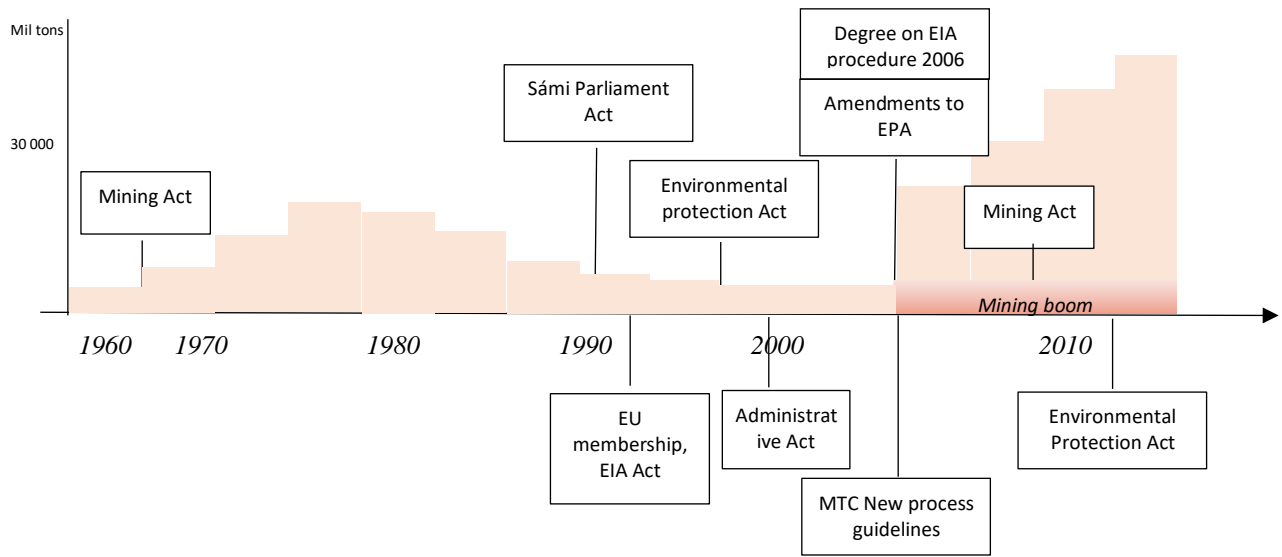 Mil tons
Degree on EIA
procedure 2006
Sámi Parliament
Act
Amendments to
EPA
30 000
Mining Act
Environmental
protection Act
Mining Act
Mining boom
1960
1970
1980
1990
2000
2010
EU
membership,
EIA Act
Administrat
ive Act
Environmental
Protection Act
MTC New process
guidelines